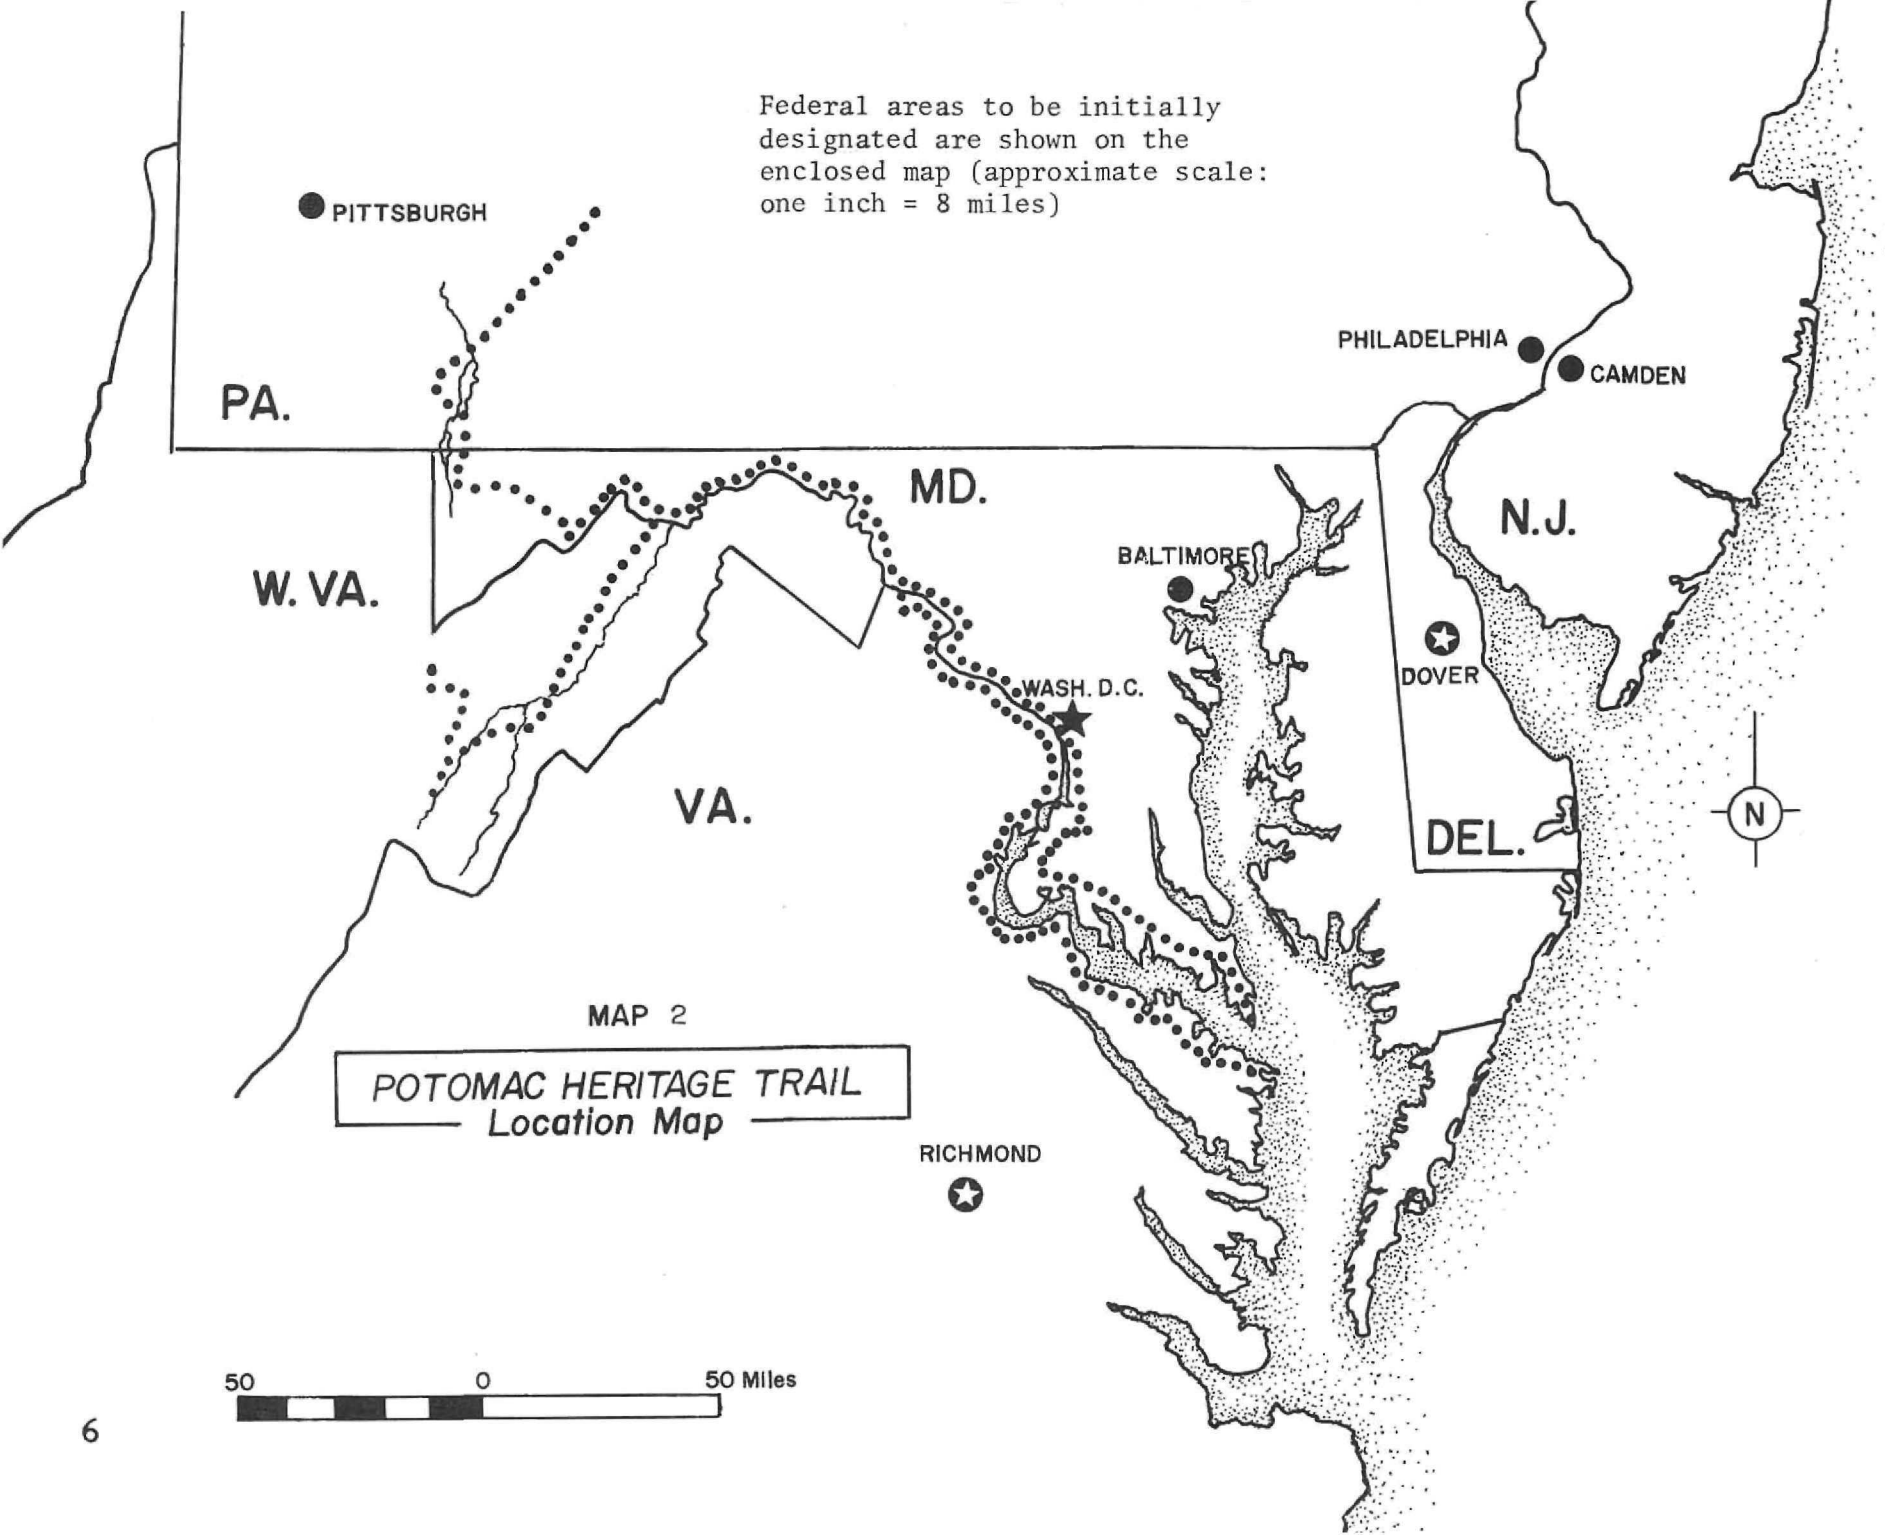 Federal areas to be initially
designated are shown on the
enclosed map (approximate scale:
one inch = 8 miles)
PITTSBURGH
PHILADELPHIA
CAMDEN
PA.
MD.
N.J.
BALTIMORE
W. VA.
DOVER
WASH. D.C.
VA.
N
DEL.
MAP 2
POTOMAC HERITAGE TRAIL
Location Map
RICHMOND
50 0 50 Miles
6